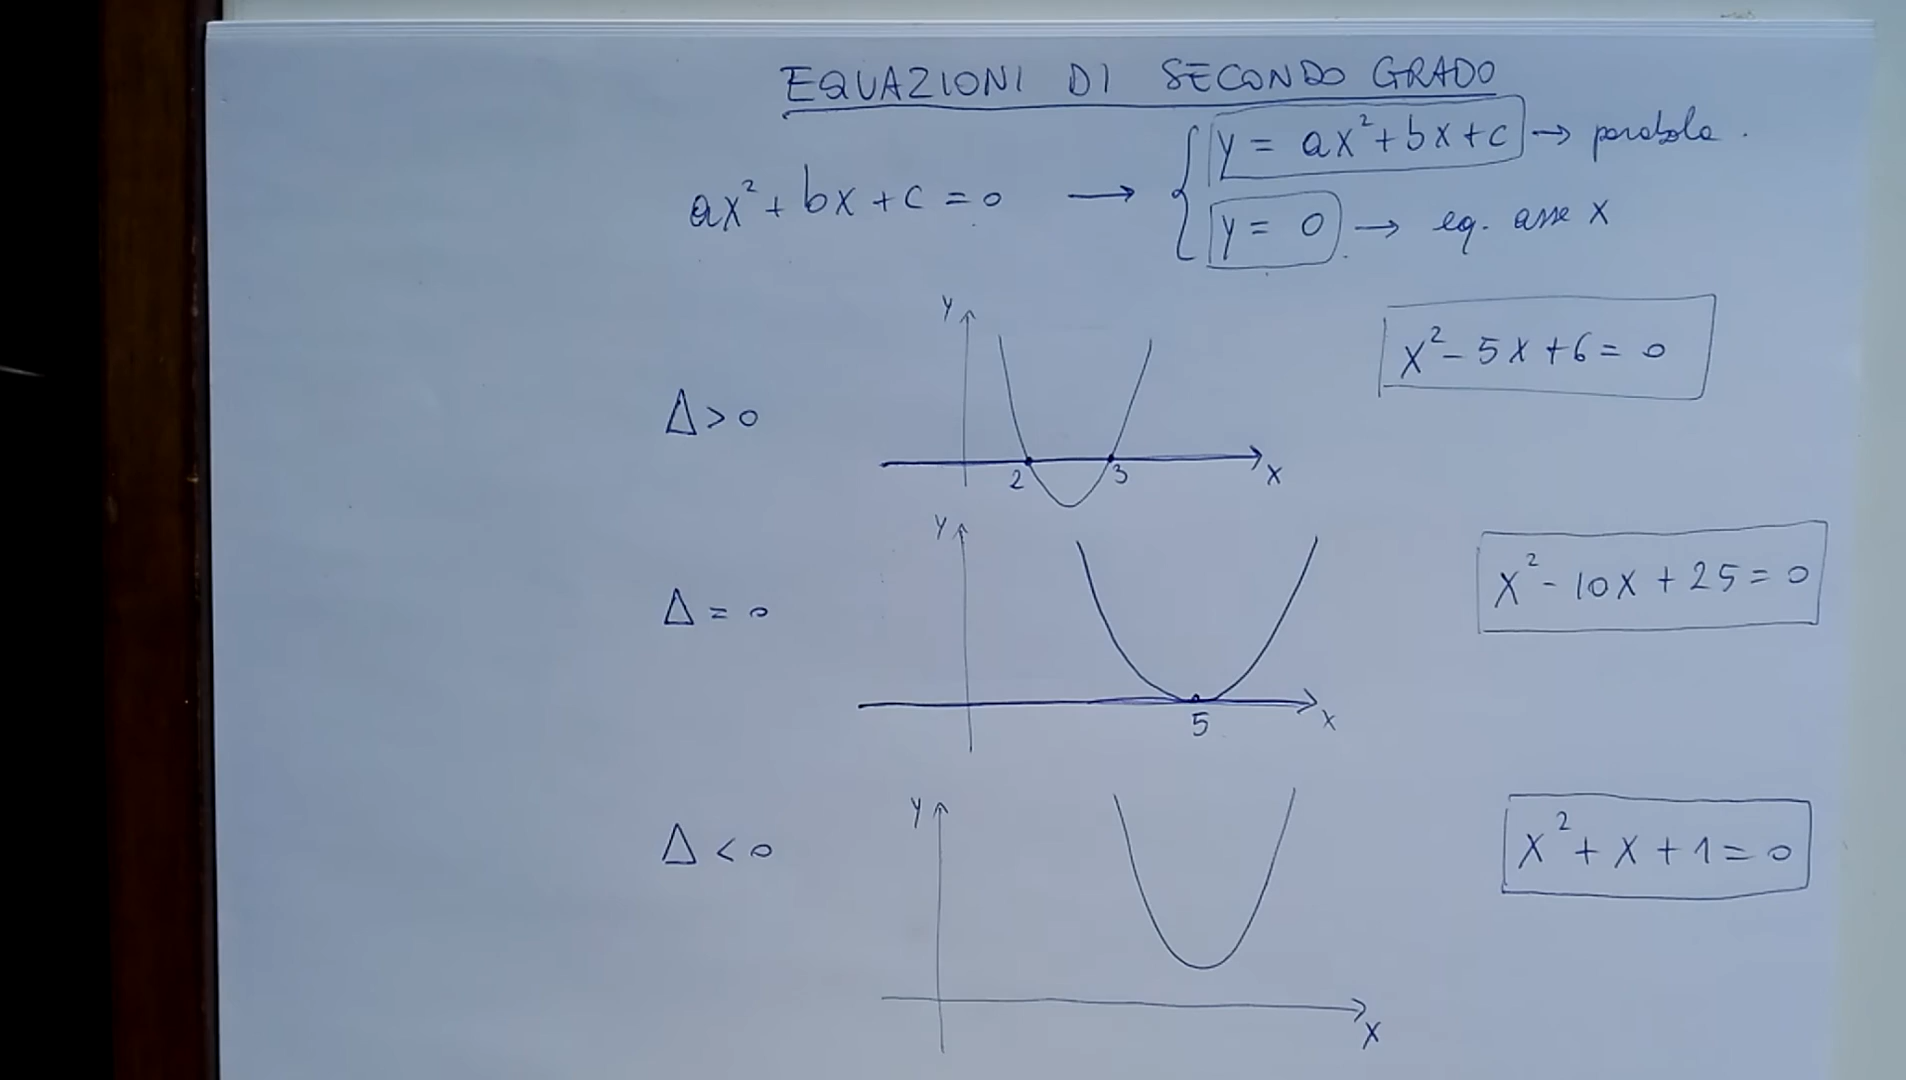 EQUAZIONI DI SECONDO GRADO
ax² + bx + c = 0 → { y = ax² + bx + c → parabola.
y = 0 → eq. asse x
y
x² - 5x + 6 = 0
Δ > 0
2 3 x
y
x² - 10x + 25 = 0
Δ = 0
5 x
y
Δ < 0
x² + x + 1 = 0
x